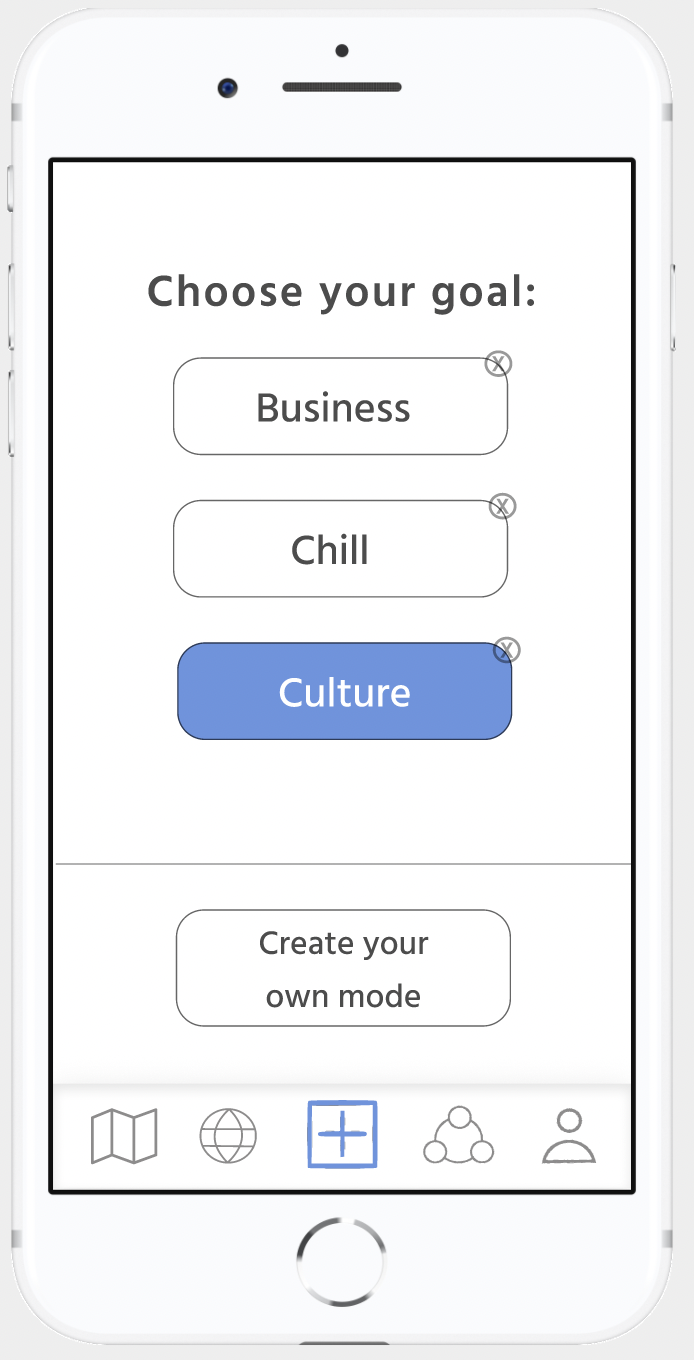 Choose your goal:
X
Business
X
Chill
X
Culture
Create your
own mode